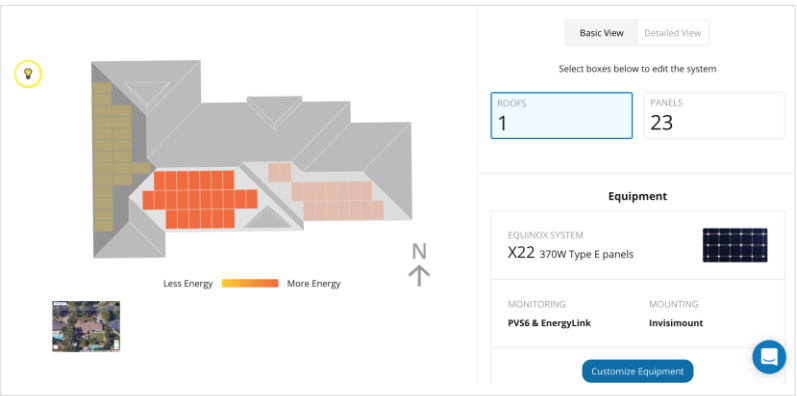 Basic View
Detailed View
Select boxes below to edit the system
ROOFS
1
PANELS
23
N
Less Energy
More Energy
Equipment
EQUINOX SYSTEM
X22 370W Type E panels
MONITORING
PVS6 & EnergyLink
MOUNTING
Invisimount
Customize Equipment